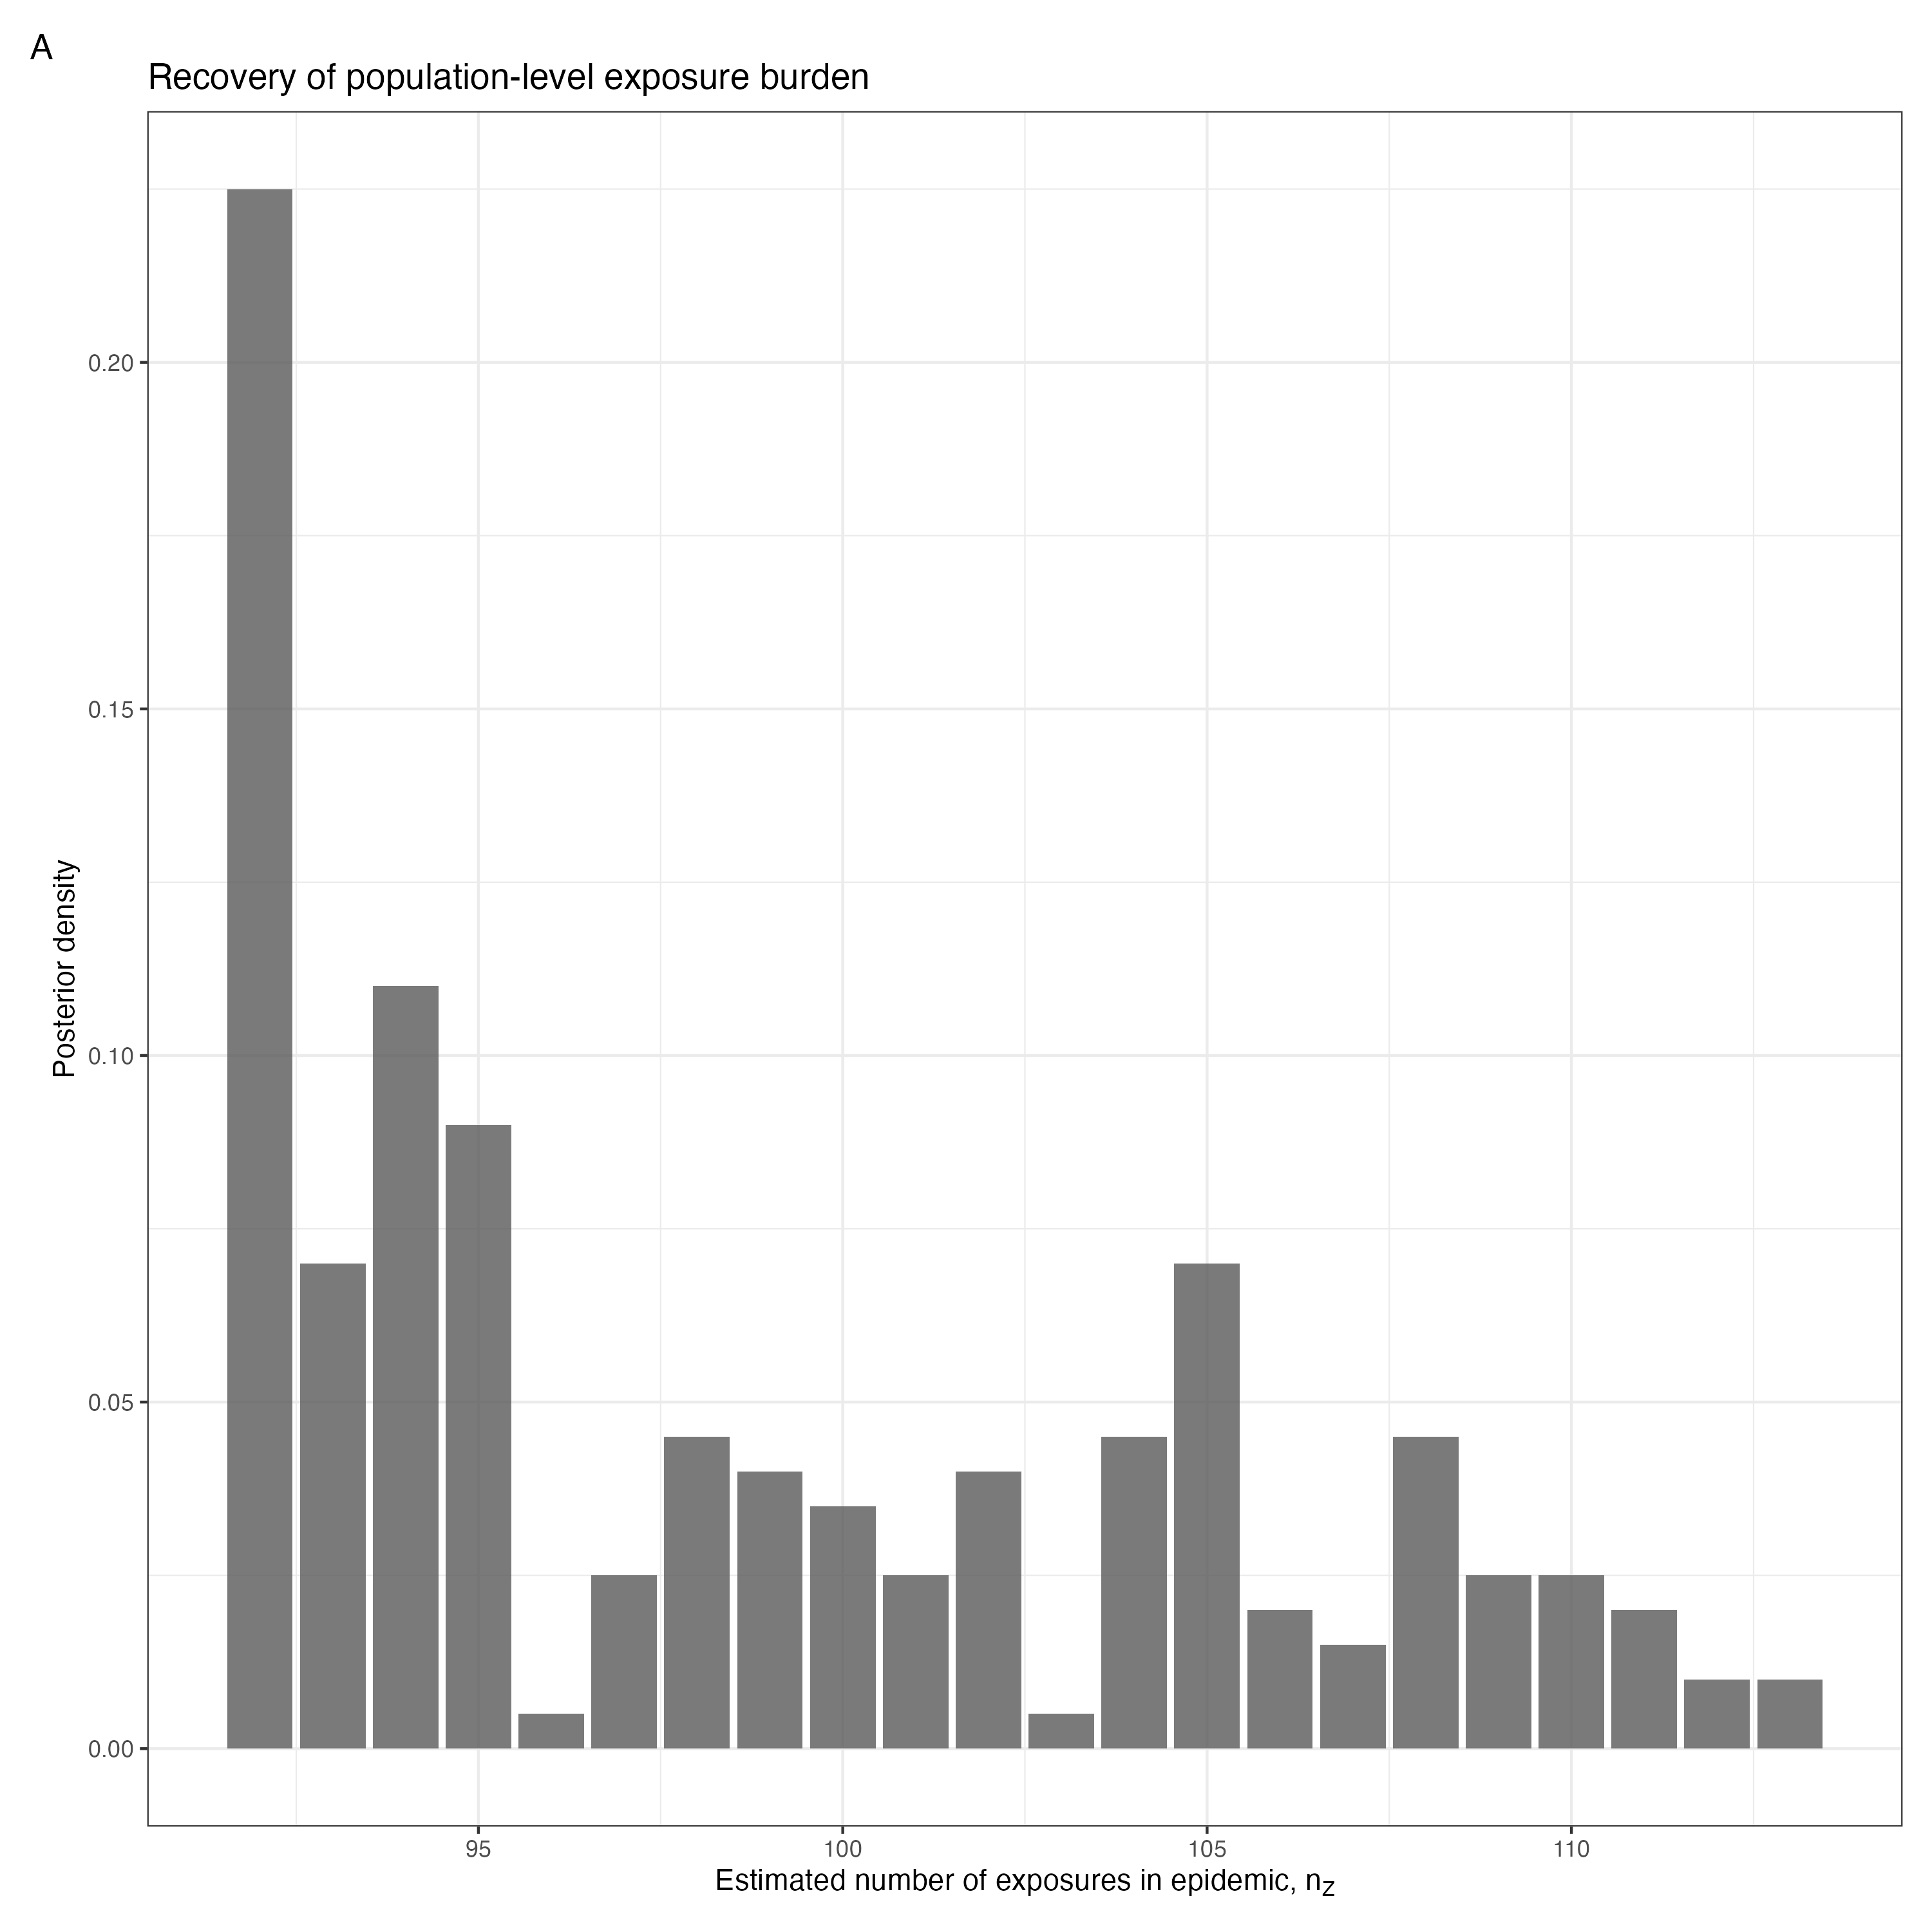 A
Recovery of population-level exposure burden
Posterior density
0.20
0.15
0.10
0.05
0.00
95 100 105 110
Estimated number of exposures in epidemic, nZ